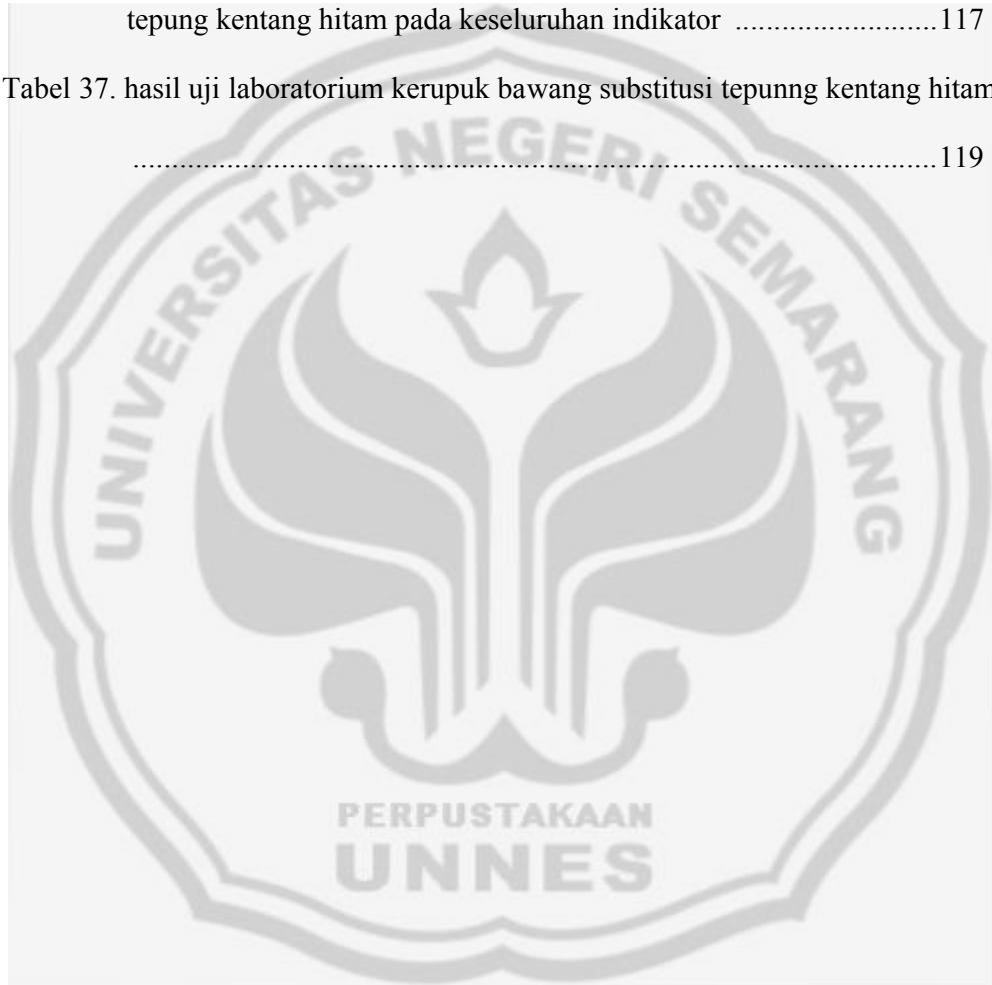 tepung kentang hitam pada keseluruhan indikator ........................117
Tabel 37. hasil uji laboratorium kerupuk bawang substitusi tepunng kentang hitam
.................................................................................119
UNIVERSITAS NEGERI SEMARANG
PERPUSTAKAAN
UNNES